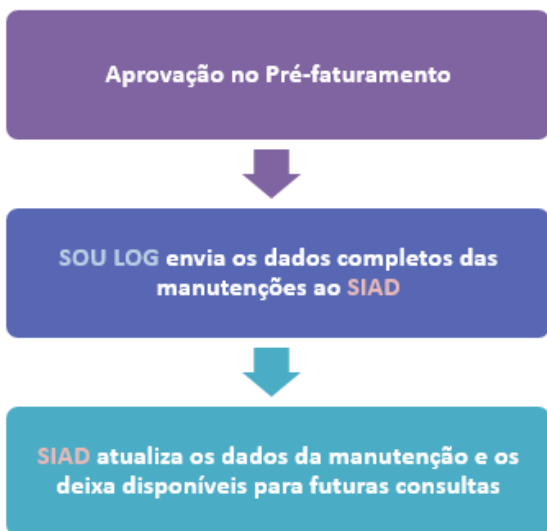 Aprovação no Pré-faturamento
SOU LOG envia os dados completos das
manutenções ao SIAD
SIAD atualiza os dados da manutenção e os
deixa disponíveis para futuras consultas